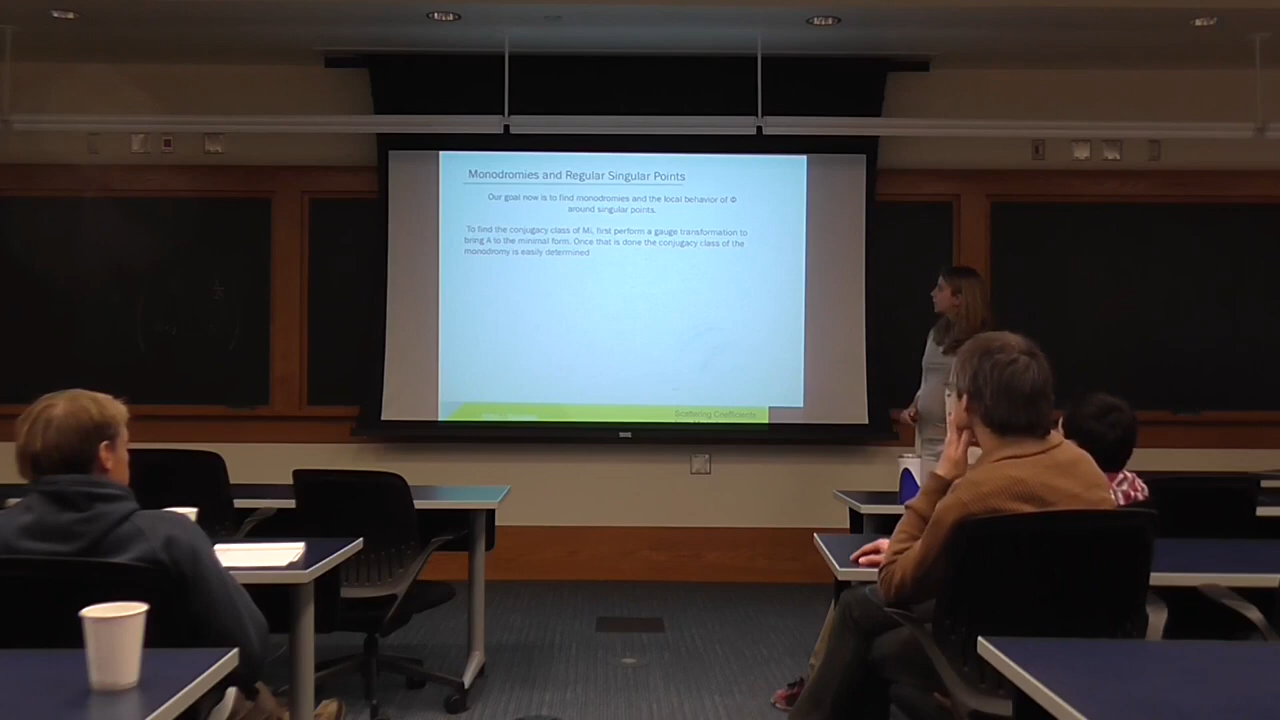 Monodromies and Regular Singular Points
Our goal now is to find monodromies and the local behavior of Φ
around singular points.
To find the conjugacy class of Mi, first perform a gauge transformation to
bring A to the minimal form. Once that is done the conjugacy class of the
monodromy is easily determined
Scattering Coefficients